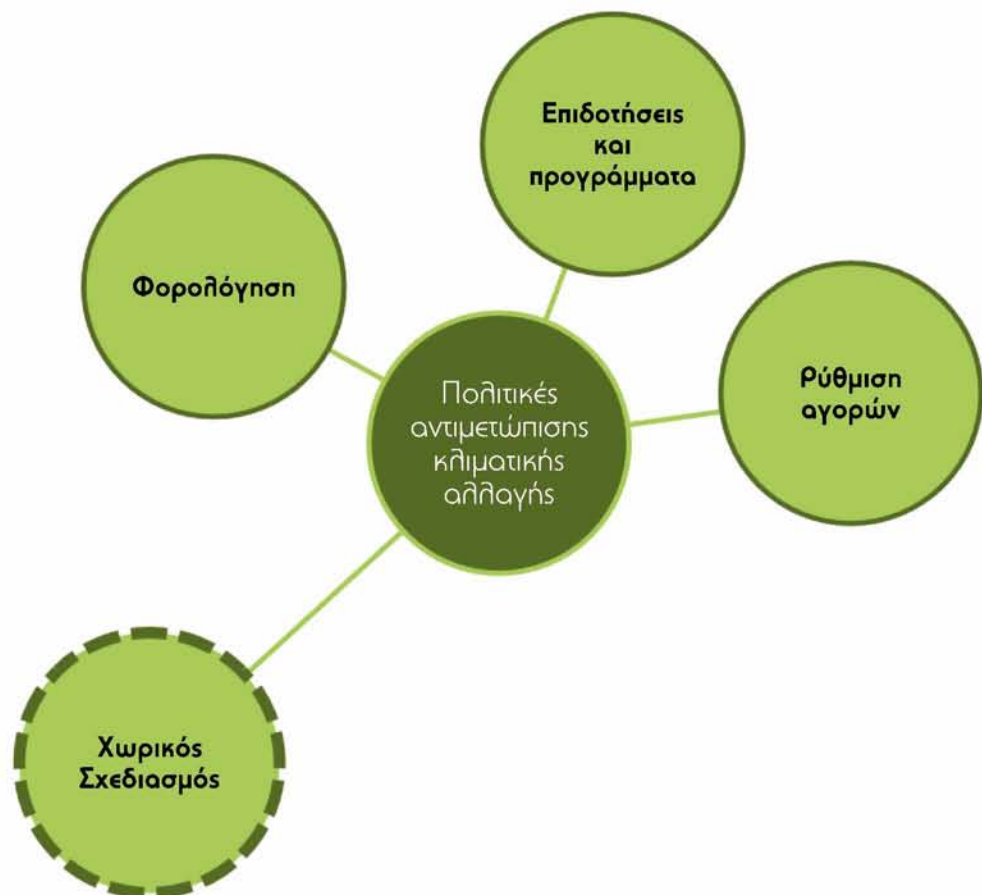 Επιδοτήσεις
και
προγράμματα
Φορολόγηση
Ρύθμιση
αγορών
Πολιτικές
αντιμετώπισης
κλιματικής
αλλαγής
Χωρικός
Σχεδιασμός